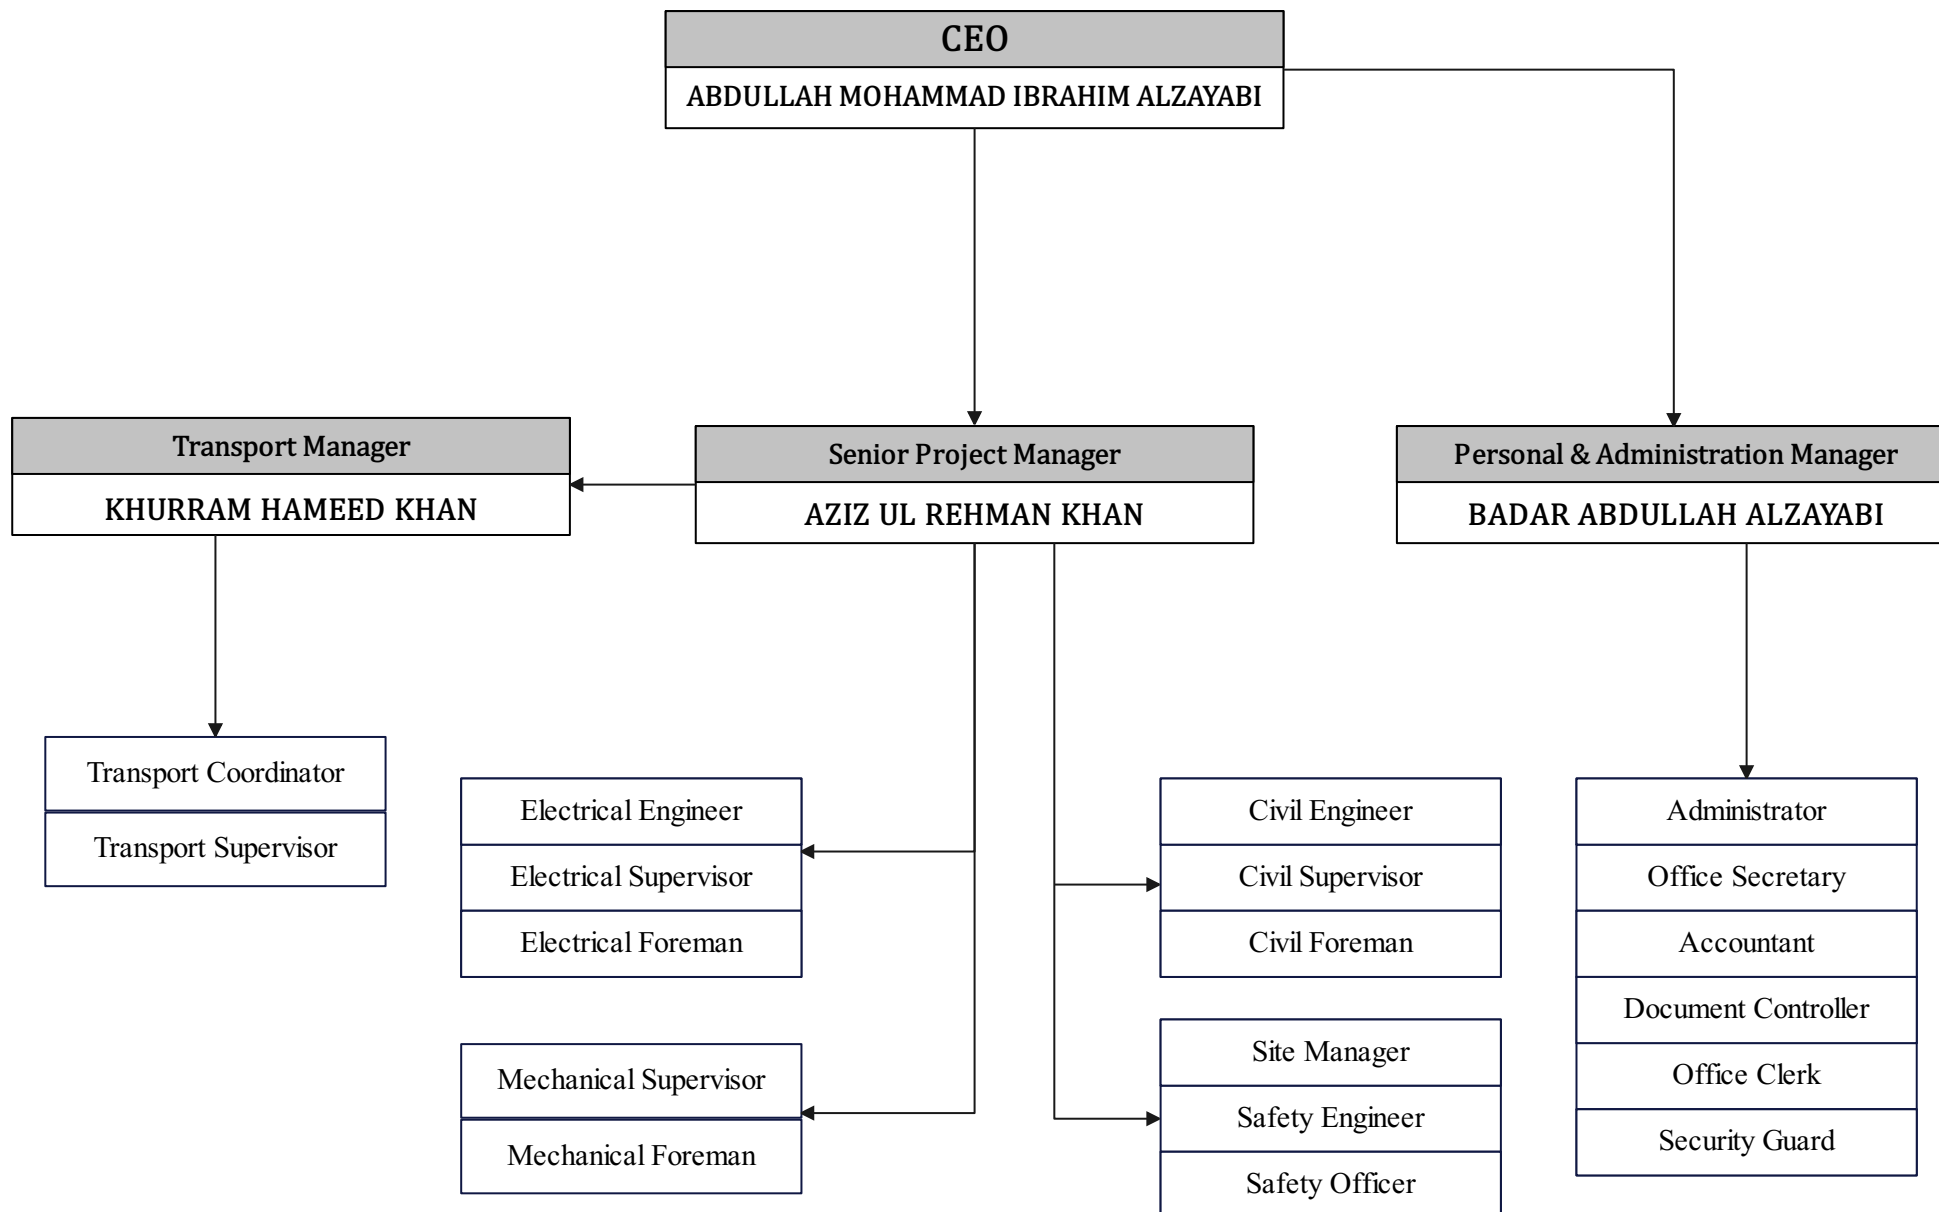 CEO
ABDULLAH MOHAMMAD IBRAHIM ALZAYABI
Transport Manager
KHURRAM HAMEED KHAN
Senior Project Manager
AZIZ UL REHMAN KHAN
Personal & Administration Manager
BADAR ABDULLAH ALZAYABI
Transport Coordinator
Transport Supervisor
Electrical Engineer
Electrical Supervisor
Electrical Foreman
Mechanical Supervisor
Mechanical Foreman
Civil Engineer
Civil Supervisor
Civil Foreman
Site Manager
Safety Engineer
Safety Officer
Administrator
Office Secretary
Accountant
Document Controller
Office Clerk
Security Guard